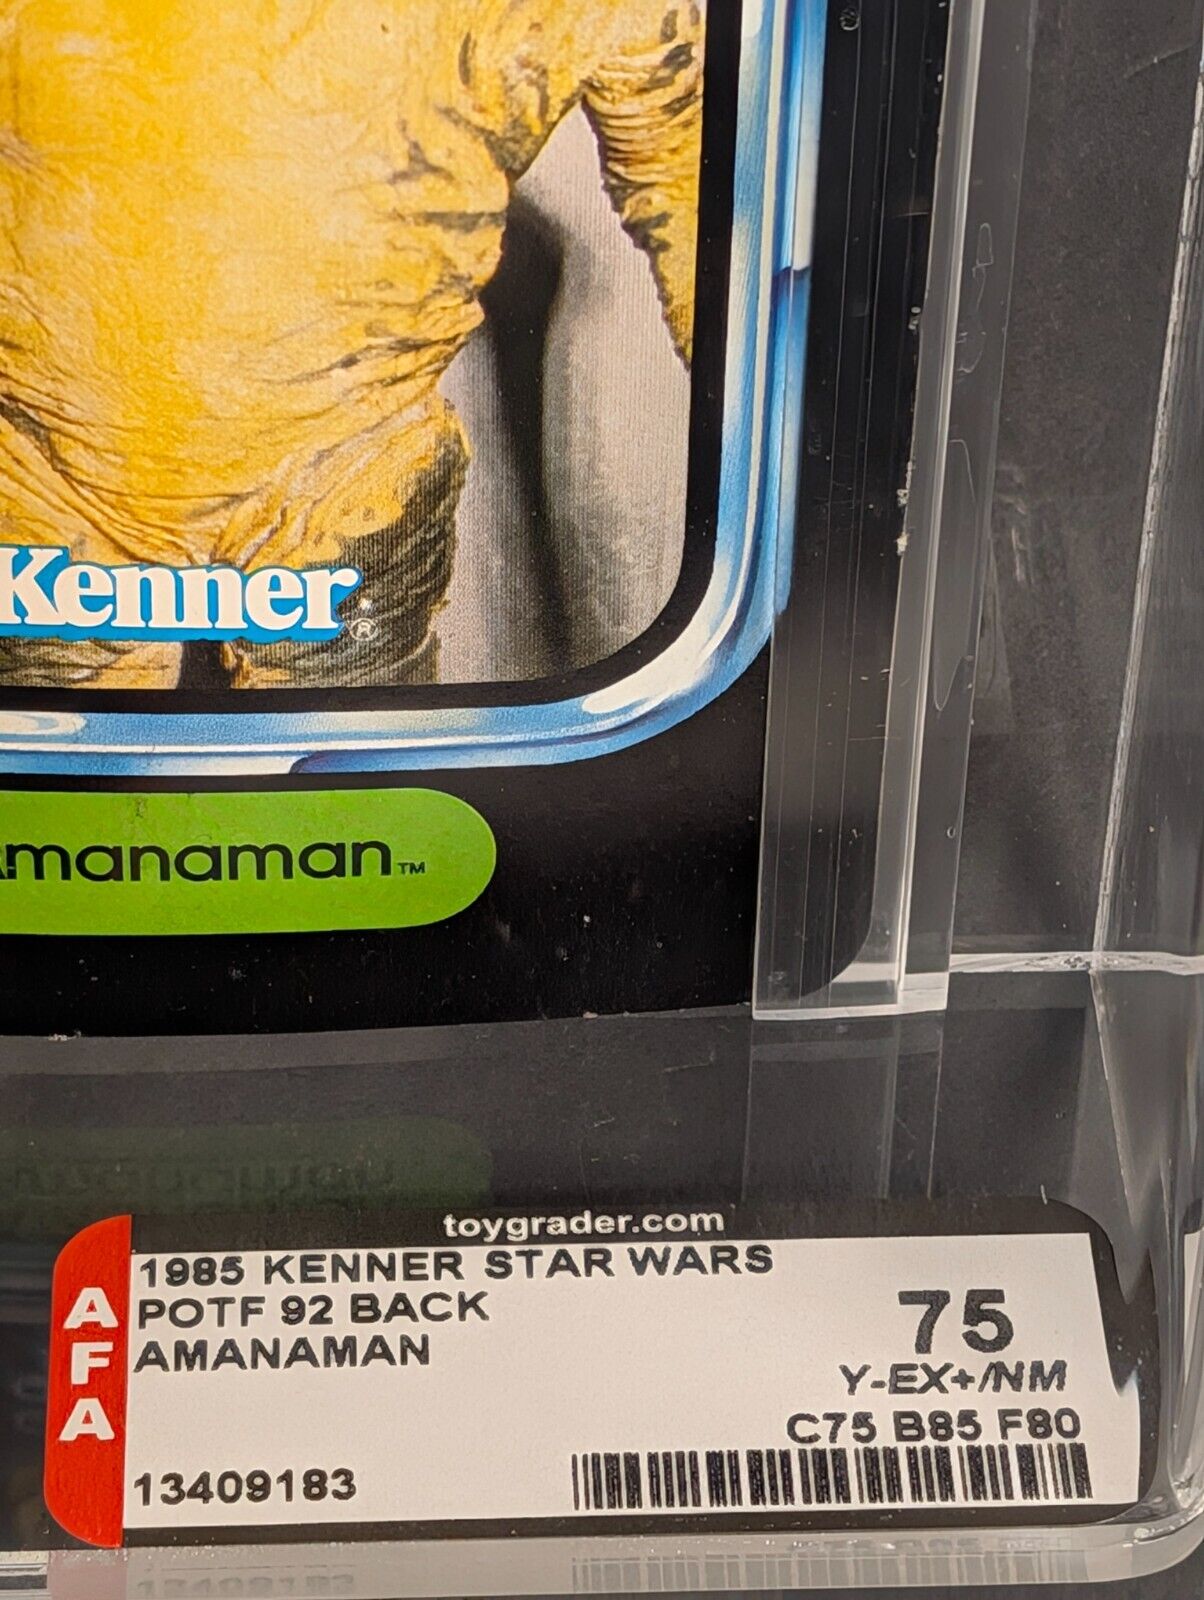 Kenner®
Amanaman™
toygrader.com
AFA
1985 KENNER STAR WARS
POTF 92 BACK
AMANAMAN
75
Y-EX+/NM
C75 B85 F80
13409183